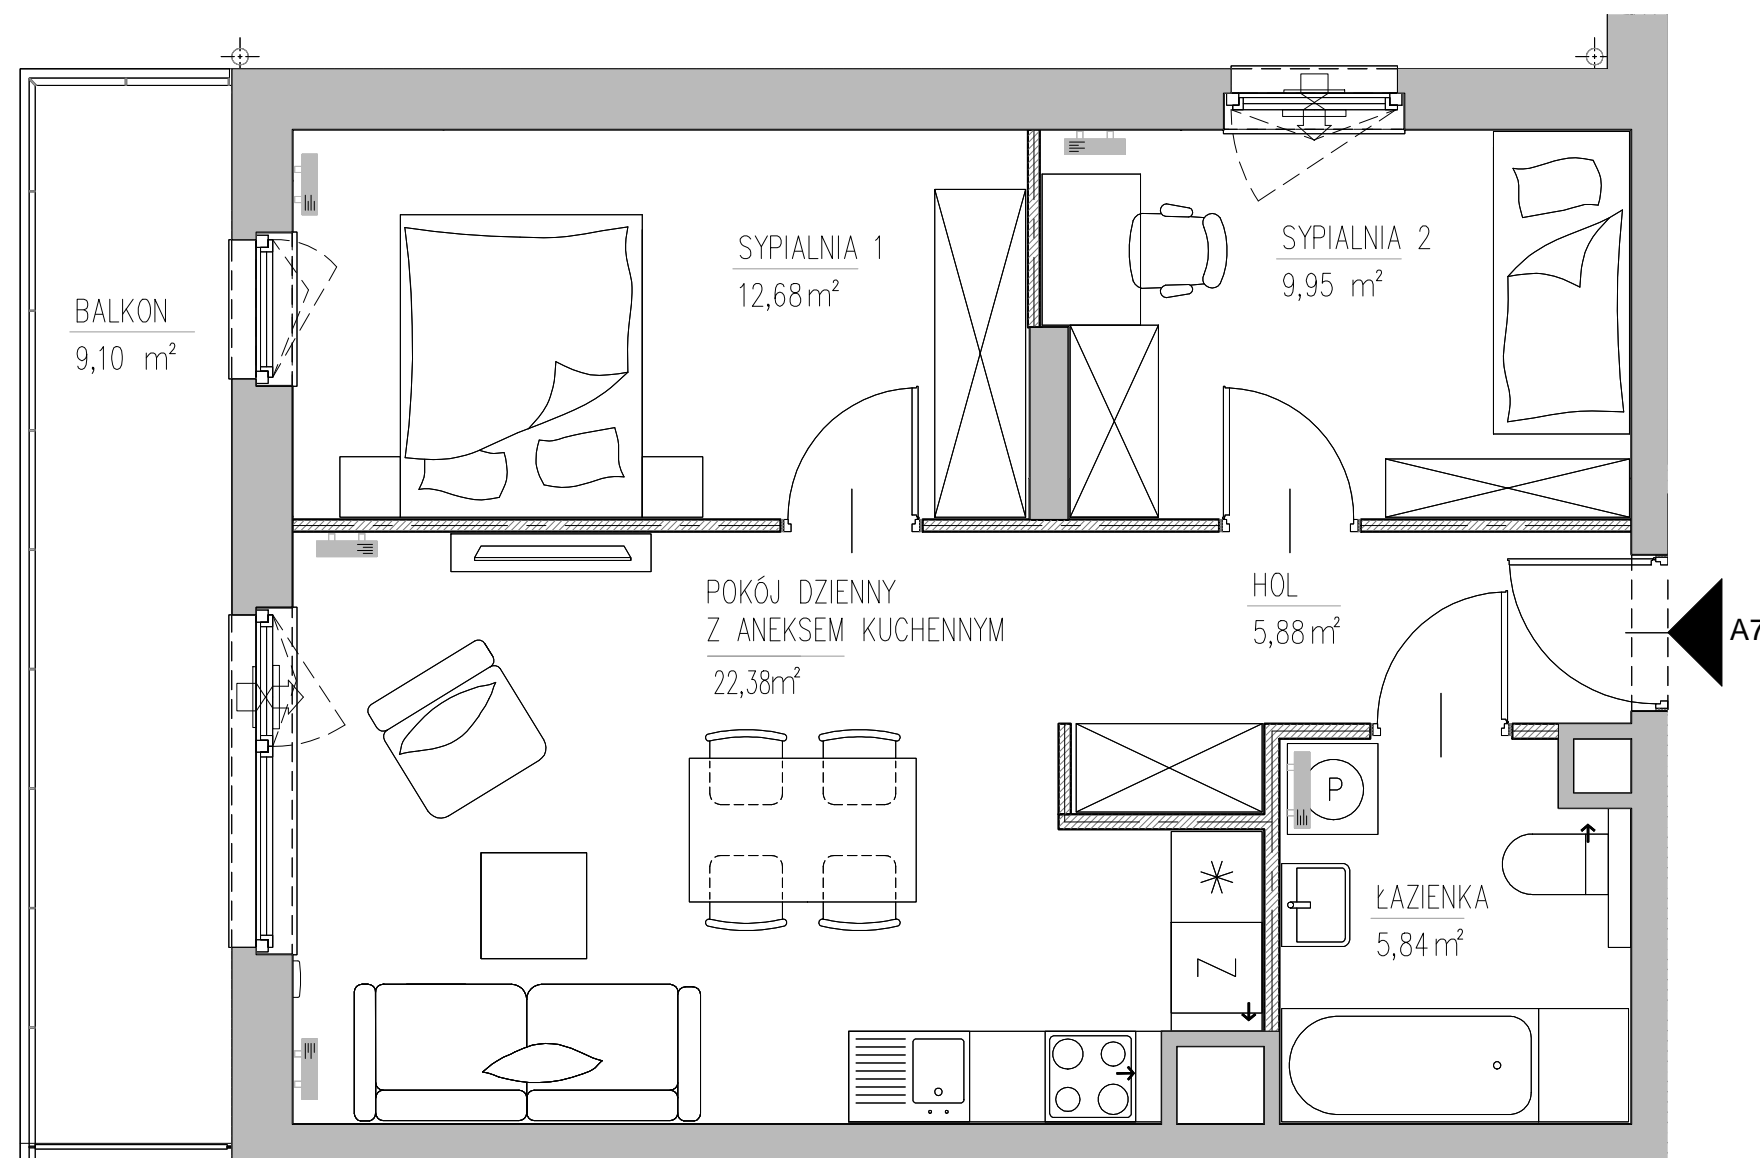 SYPIALNIA 1
12,68 m²
SYPIALNIA 2
9,95 m²
BALKON
9,10 m²
POKÓJ DZIENNY
Z ANEKSEM KUCHENNYM
22,38m²
HOL
5,88 m²
A7
P
ŁAZIENKA
5,84 m²
Z